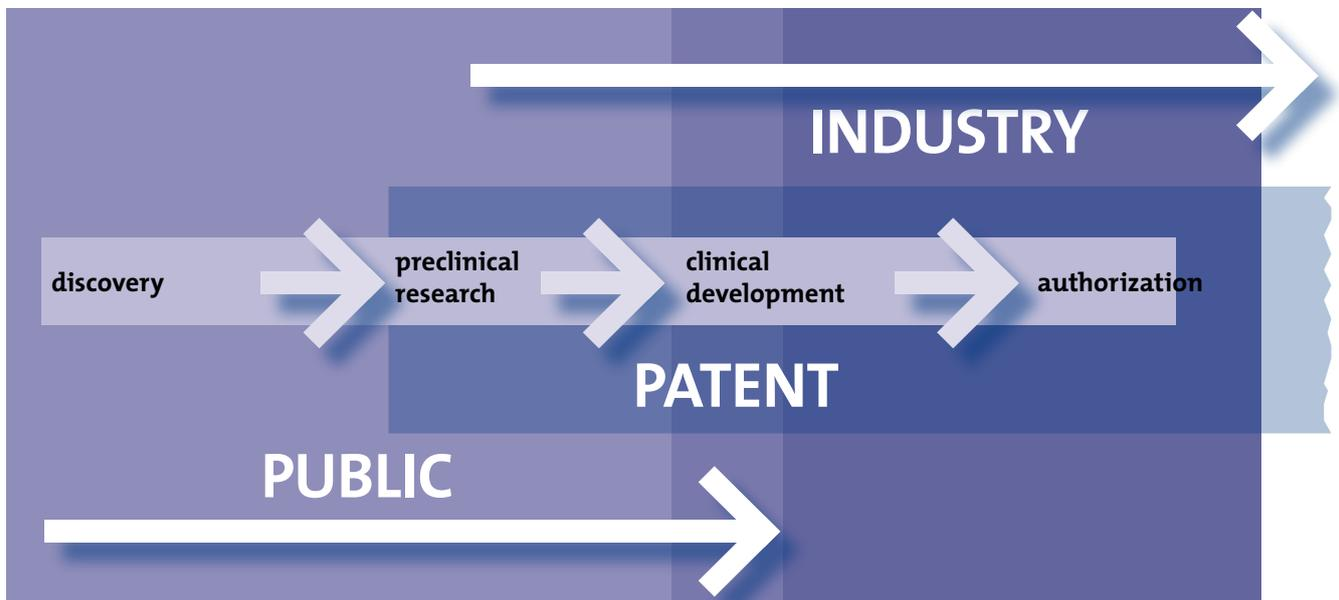 INDUSTRY
discovery
preclinical
research
clinical
development
authorization
PATENT
PUBLIC